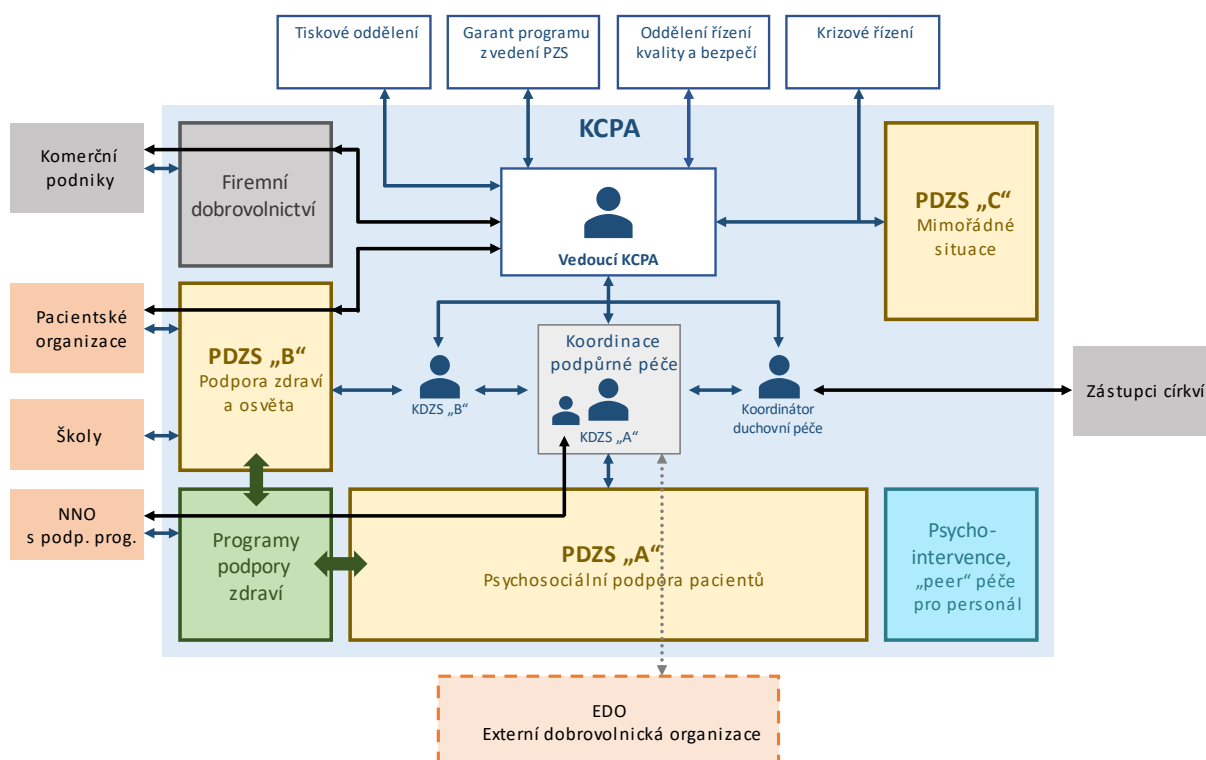 Tiskové oddělení
Garant programu
z vedení PZS
Oddělení řízení
kvality a bezpečí
Krizové řízení
KCPA
Komerční
podniky
Firemní
dobrovolnictví
Vedoucí KCPA
PDZS „C“
Mimořádné
situace
Pacientské
organizace
PDZS „B“
Podpora zdraví
a osvěta
KDZS „B“
Koordinace
podpůrné péče
KDZS „A“
Koordinátor
duchovní péče
Zástupci církví
Školy
NNO
s podp. prog.
Programy
podpory
zdraví
PDZS „A“
Psychosociální podpora pacientů
Psycho-
intervence,
„peer“ péče
pro personál
EDO
Externí dobrovolnická organizace